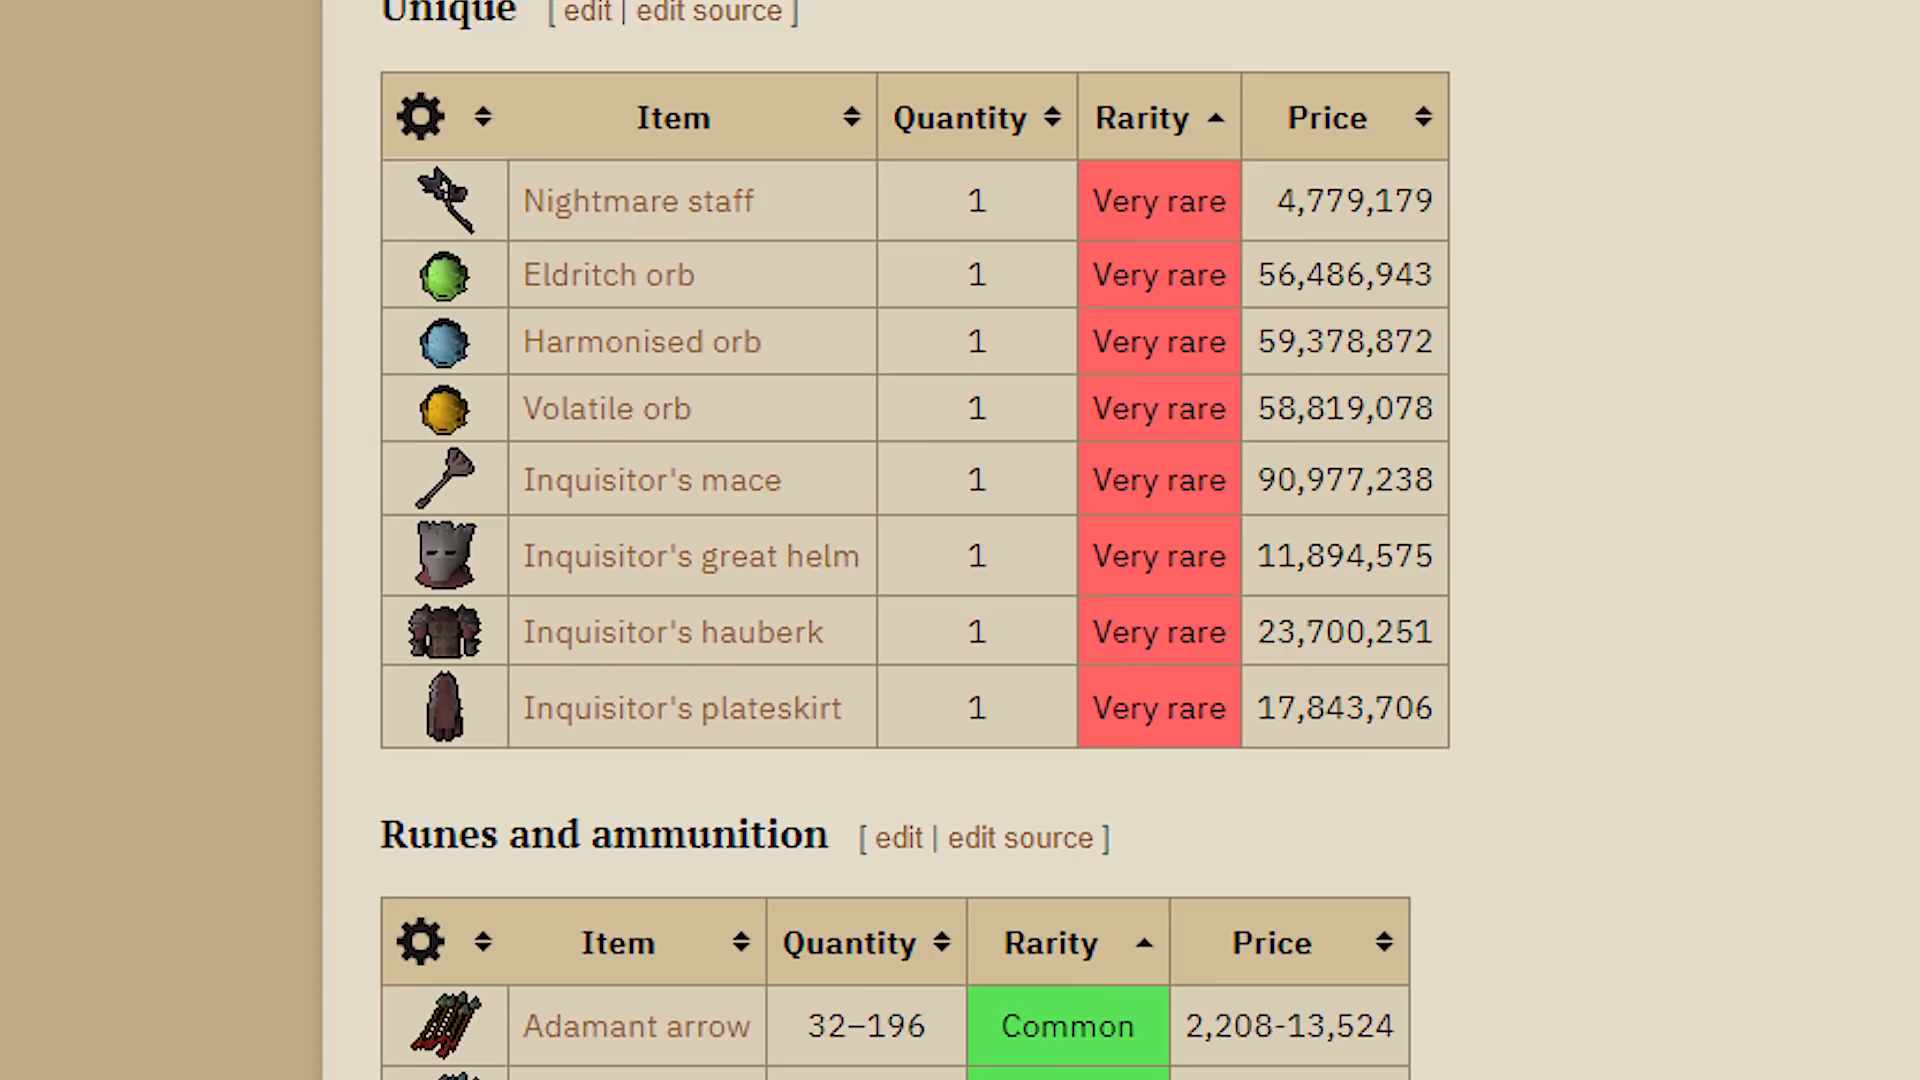 Unique [ edit | edit source ]
Item Quantity Rarity Price
Nightmare staff 1 Very rare 4,779,179
Eldritch orb 1 Very rare 56,486,943
Harmonised orb 1 Very rare 59,378,872
Volatile orb 1 Very rare 58,819,078
Inquisitor's mace 1 Very rare 90,977,238
Inquisitor's great helm 1 Very rare 11,894,575
Inquisitor's hauberk 1 Very rare 23,700,251
Inquisitor's plateskirt 1 Very rare 17,843,706
Runes and ammunition [ edit | edit source ]
Item Quantity Rarity Price
Adamant arrow 32–196 Common 2,208-13,524